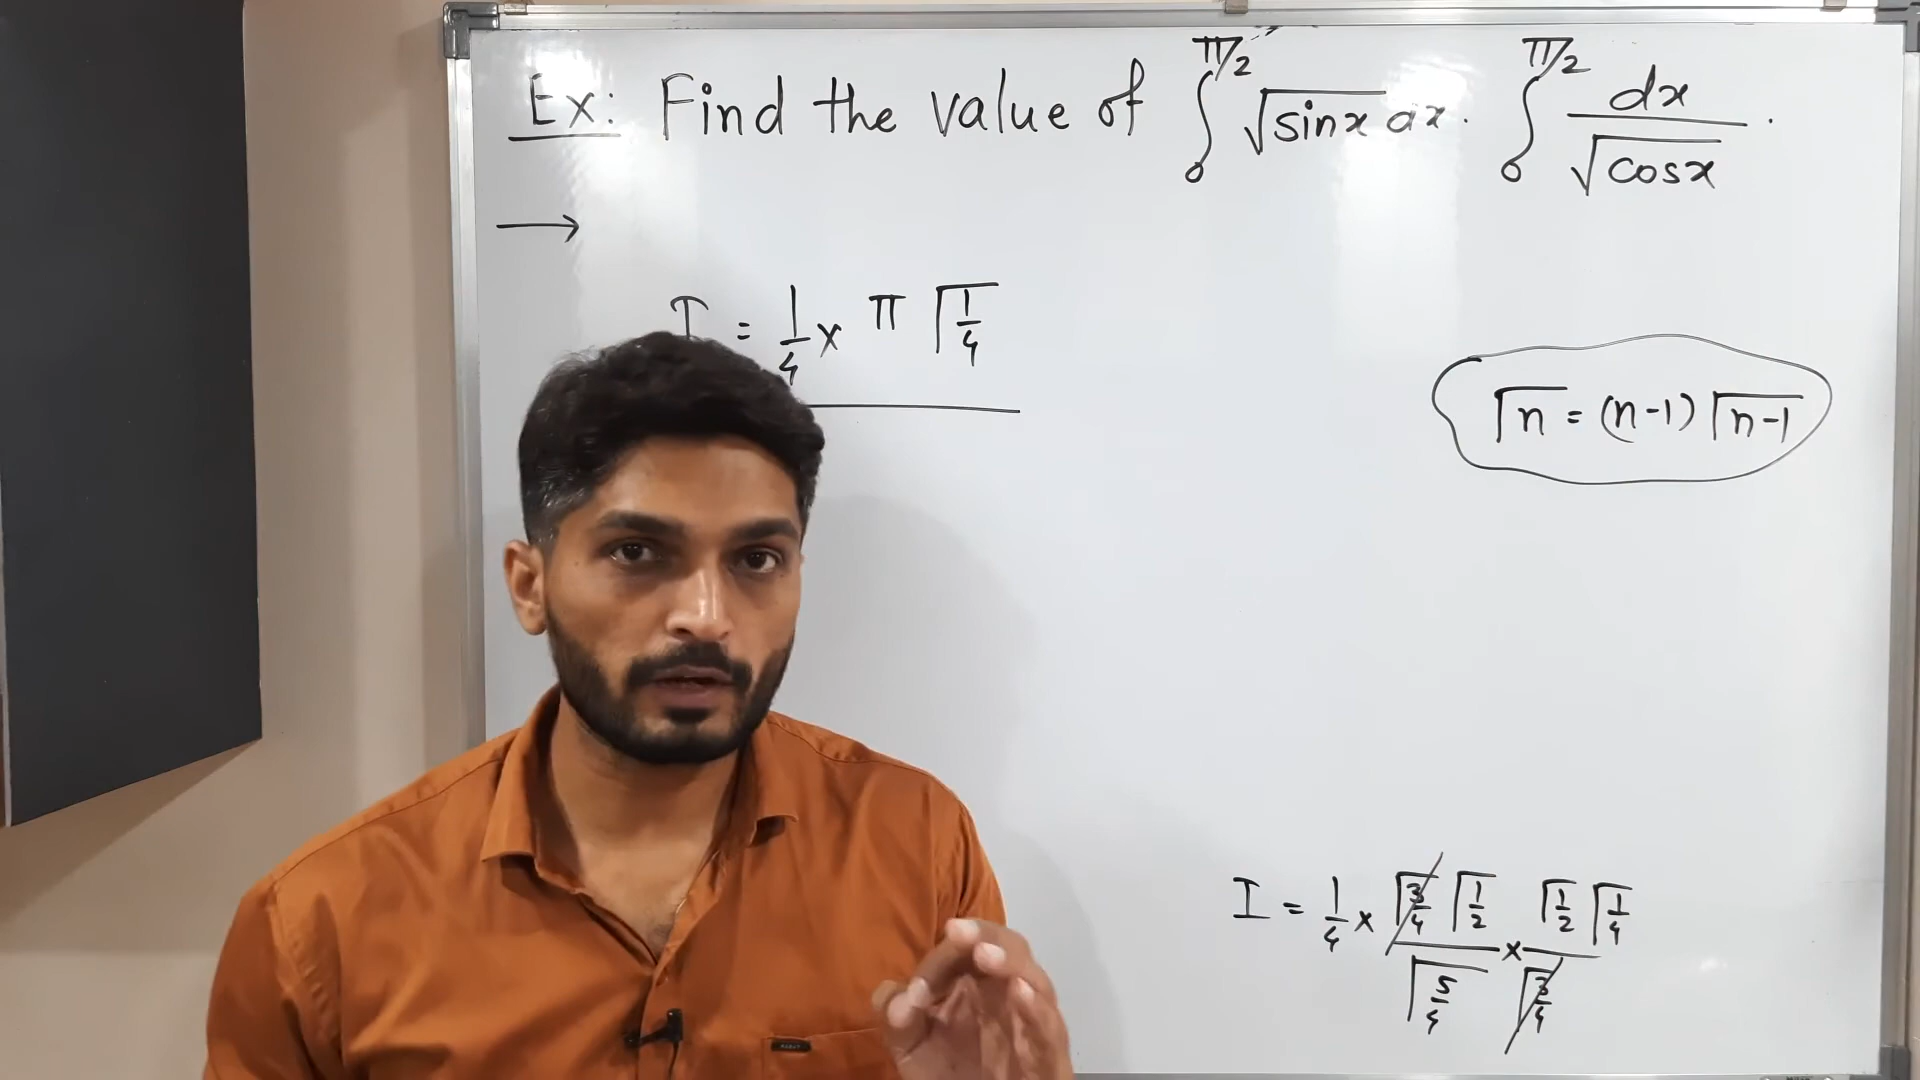 Ex: Find the value of ∫₀^{π/2} √sinx dx . ∫₀^{π/2} dx/√cosx .
→
I = 1/4 × π Γ1/4
Γn = (n-1) Γn-1
I = 1/4 × (Γ3/4 Γ1/2)/(Γ5/4) × (Γ1/2 Γ1/4)/(Γ3/4)